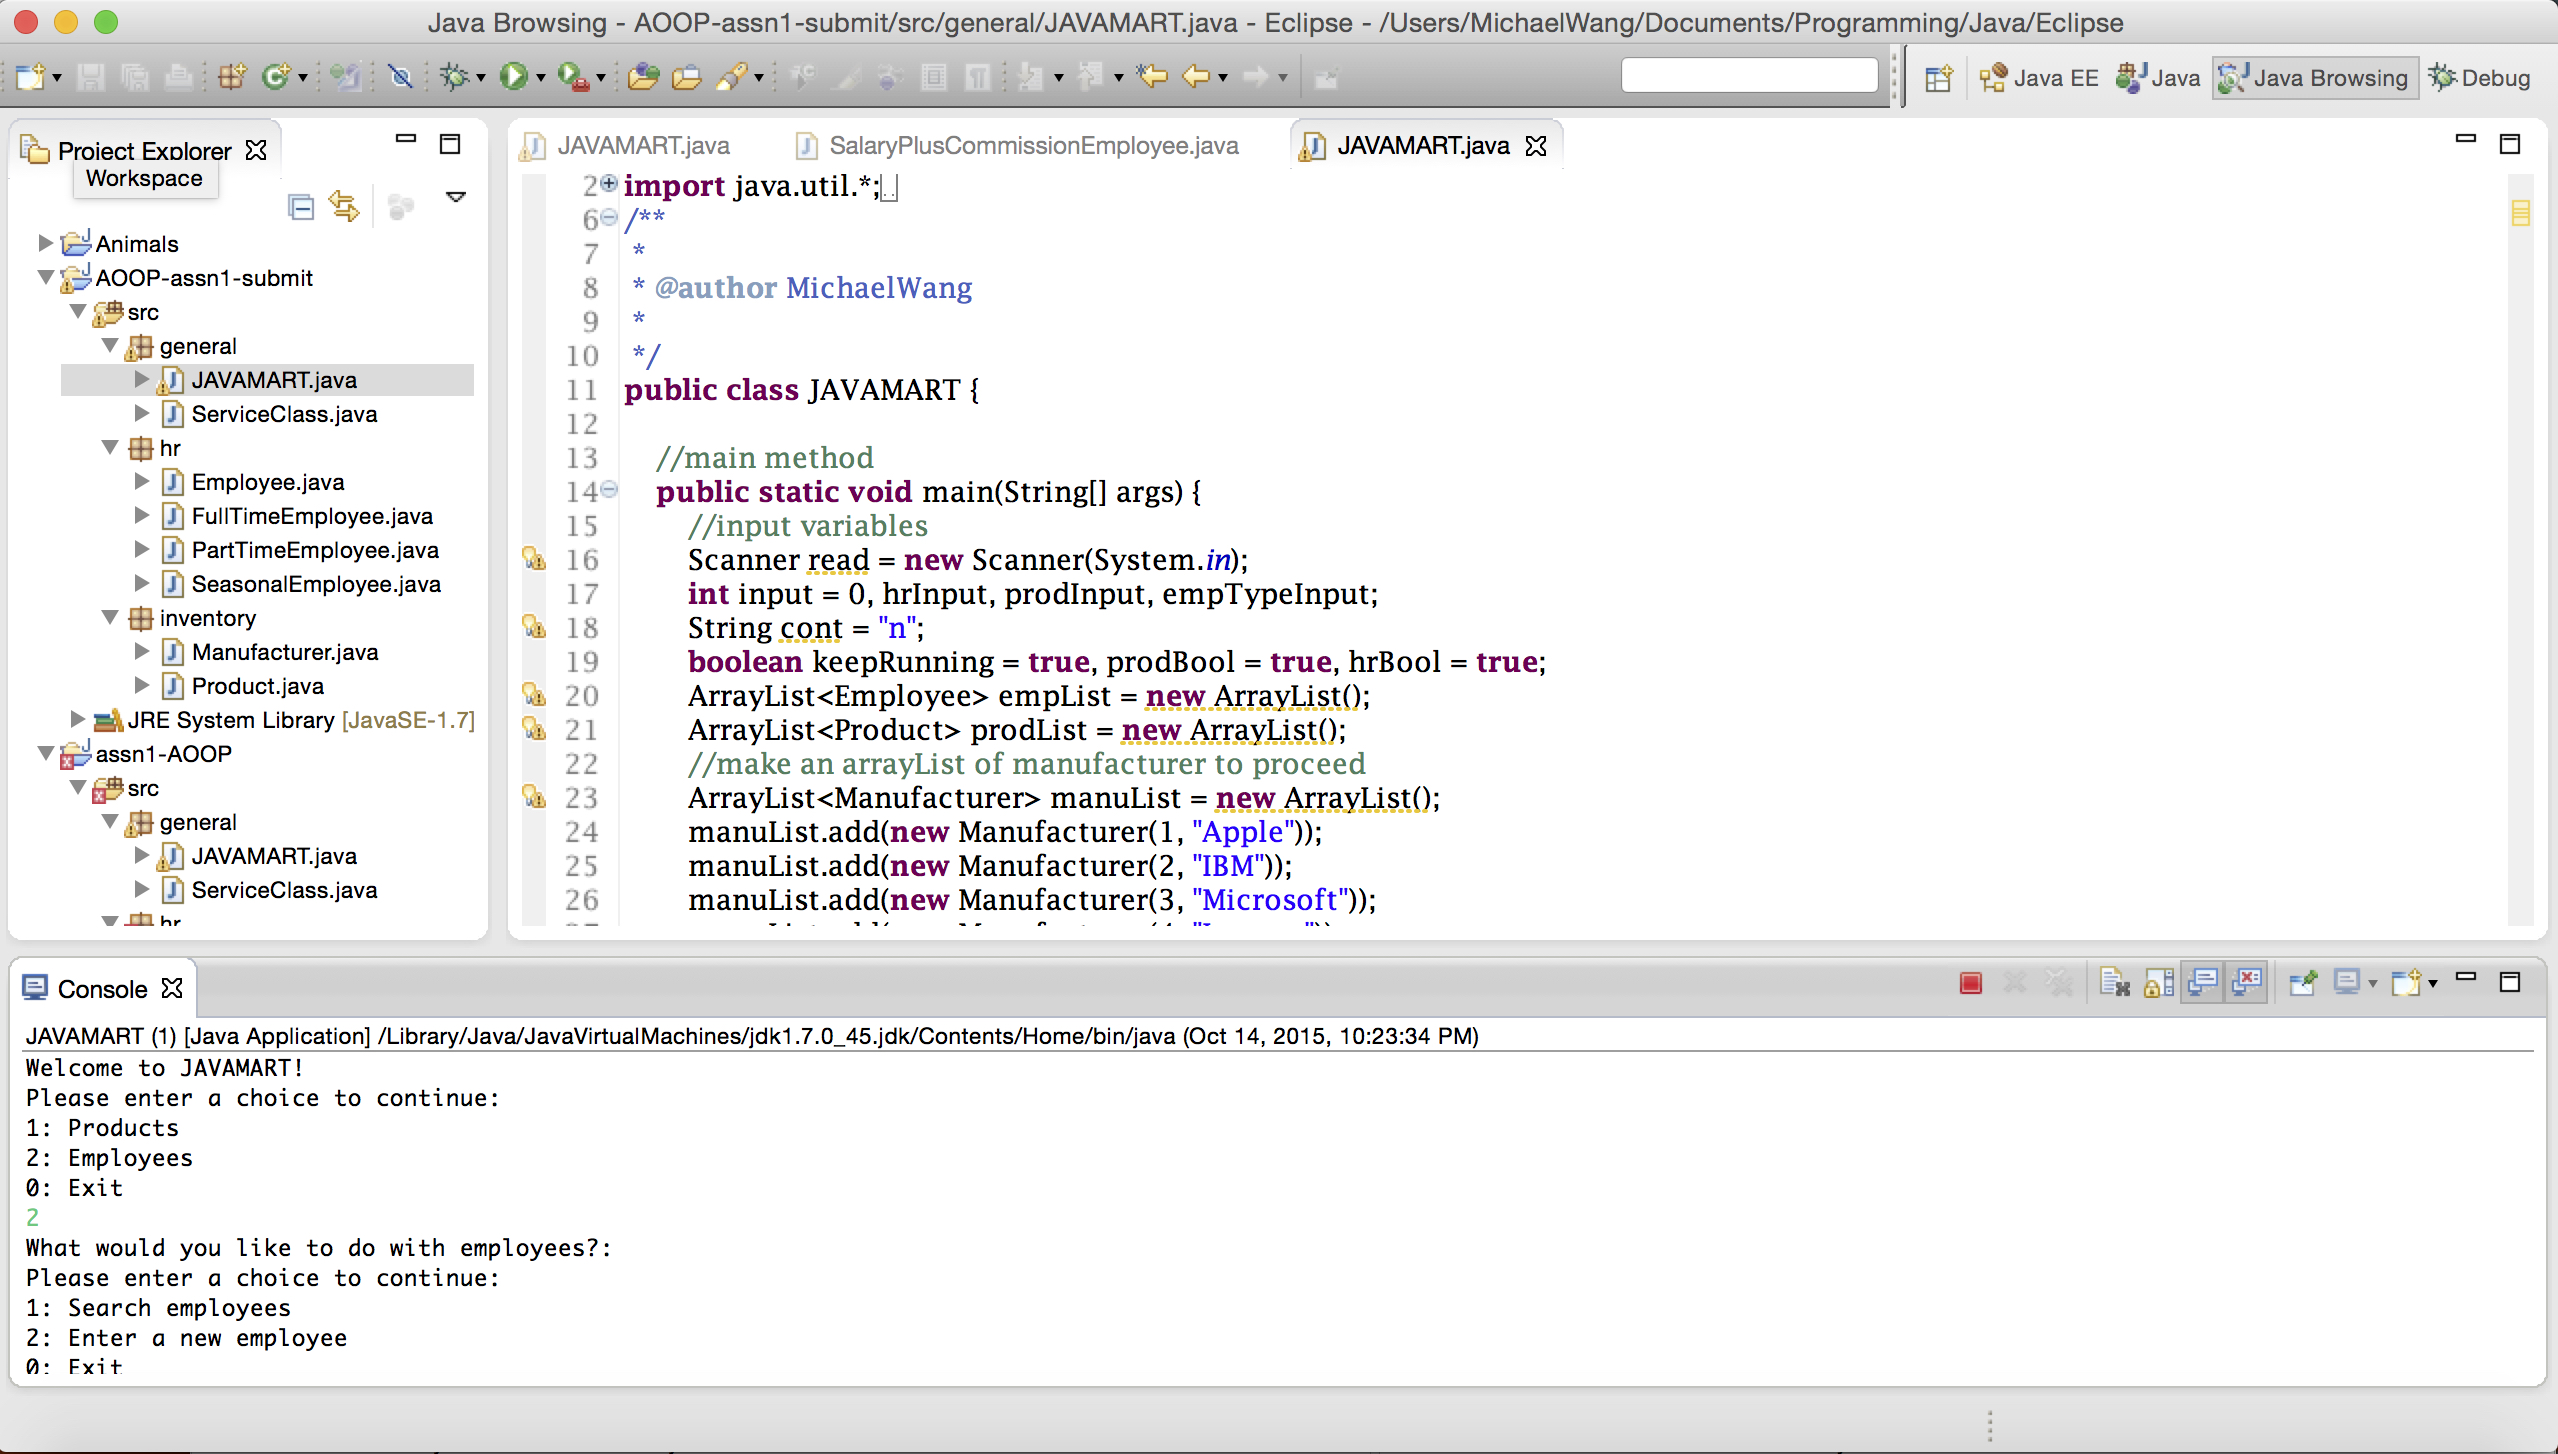 Java Browsing - AOOP-assn1-submit/src/general/JAVAMART.java - Eclipse - /Users/MichaelWang/Documents/Programming/Java/Eclipse
Java EE
Java
Java Browsing
Debug
Project Explorer
Workspace
Animals
AOOP-assn1-submit
src
general
JAVAMART.java
ServiceClass.java
hr
Employee.java
FullTimeEmployee.java
PartTimeEmployee.java
SeasonalEmployee.java
inventory
Manufacturer.java
Product.java
JRE System Library [JavaSE-1.7]
assn1-AOOP
src
general
JAVAMART.java
ServiceClass.java
hr
JAVAMART.java
SalaryPlusCommissionEmployee.java
JAVAMART.java
2 import java.util.*;
6 /**
7 *
8 * @author MichaelWang
9 *
10 */
11 public class JAVAMART {
12
13 //main method
14 public static void main(String[] args) {
15 //input variables
16 Scanner read = new Scanner(System.in);
17 int input = 0, hrInput, prodInput, empTypeInput;
18 String cont = "n";
19 boolean keepRunning = true, prodBool = true, hrBool = true;
20 ArrayList<Employee> empList = new ArrayList();
21 ArrayList<Product> prodList = new ArrayList();
22 //make an arrayList of manufacturer to proceed
23 ArrayList<Manufacturer> manuList = new ArrayList();
24 manuList.add(new Manufacturer(1, "Apple"));
25 manuList.add(new Manufacturer(2, "IBM"));
26 manuList.add(new Manufacturer(3, "Microsoft"));
Console
JAVAMART (1) [Java Application] /Library/Java/JavaVirtualMachines/jdk1.7.0_45.jdk/Contents/Home/bin/java (Oct 14, 2015, 10:23:34 PM)
Welcome to JAVAMART!
Please enter a choice to continue:
1: Products
2: Employees
0: Exit
2
What would you like to do with employees?:
Please enter a choice to continue:
1: Search employees
2: Enter a new employee
0: Exit